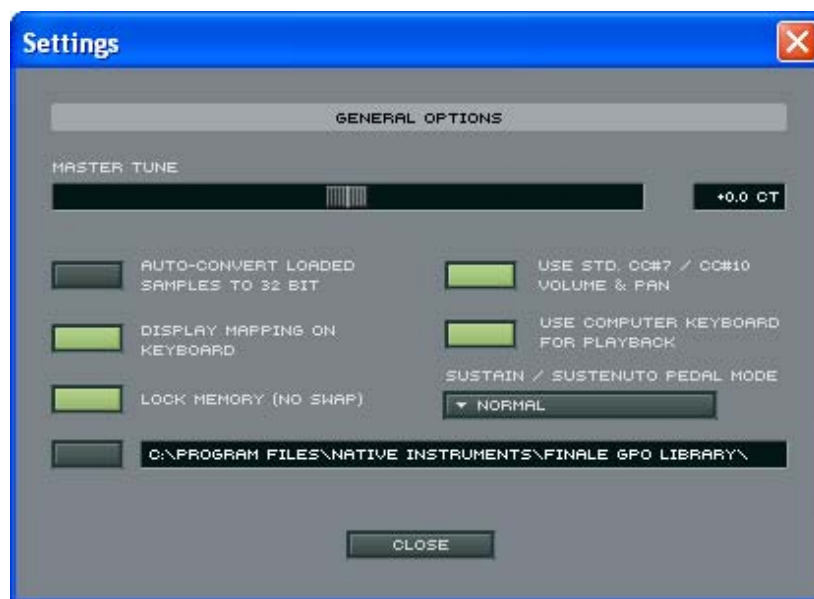 Settings
GENERAL OPTIONS
MASTER TUNE
+0.0 CT
AUTO-CONVERT LOADED
SAMPLES TO 32 BIT
USE STD. CC#7 / CC#10
VOLUME & PAN
DISPLAY MAPPING ON
KEYBOARD
USE COMPUTER KEYBOARD
FOR PLAYBACK
LOCK MEMORY (NO SWAP)
SUSTAIN / SUSTENUTO PEDAL MODE
NORMAL
C:\PROGRAM FILES\NATIVE INSTRUMENTS\FINALE GPO LIBRARY\
CLOSE